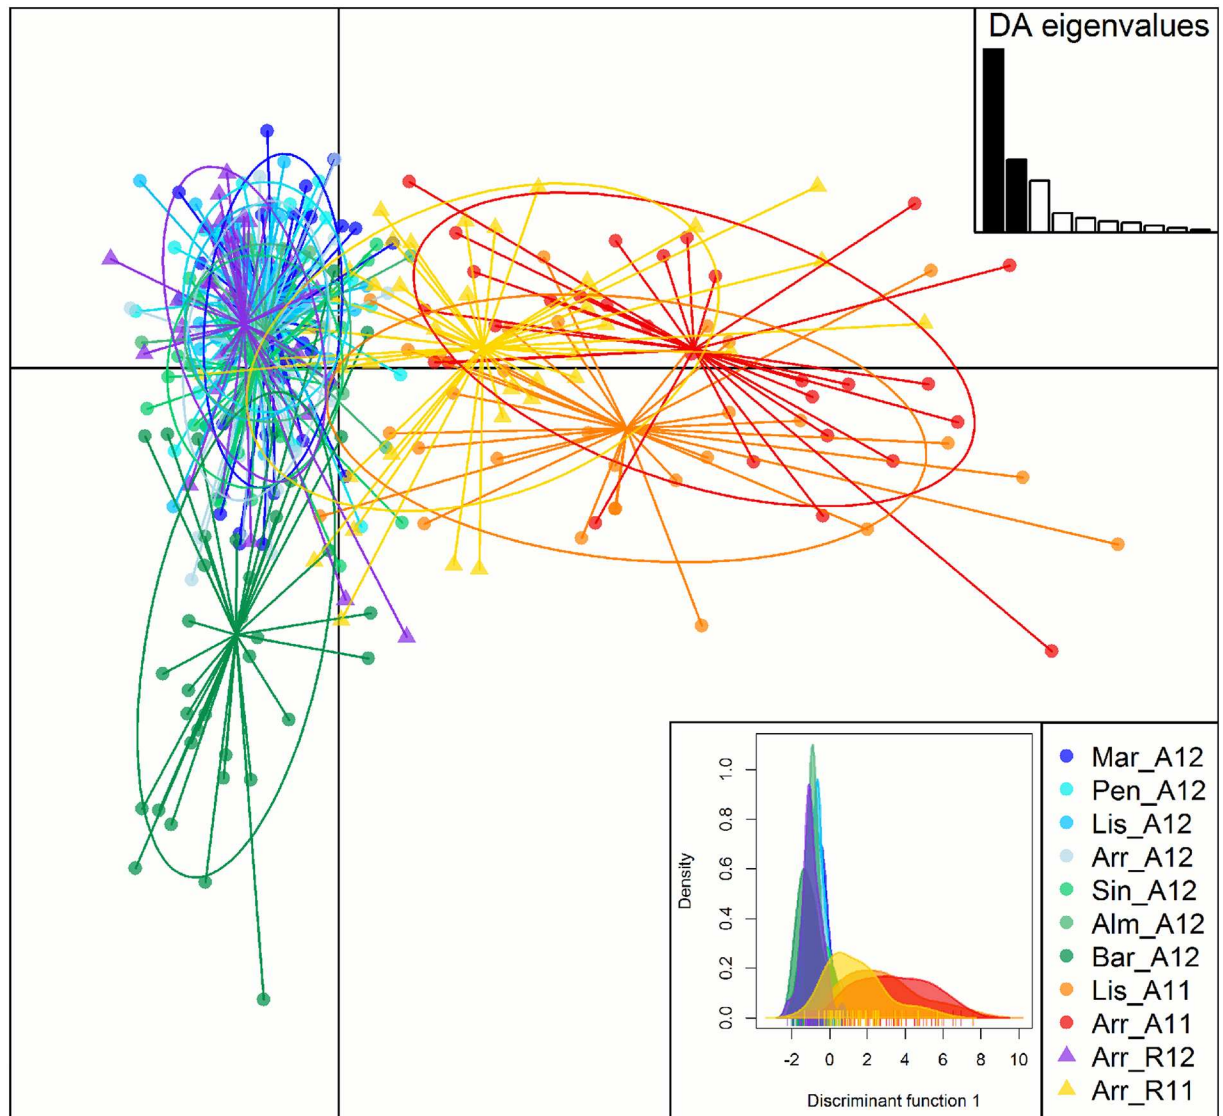 DA eigenvalues
Mar_A12
Pen_A12
Lis_A12
Arr_A12
Sin_A12
Alm_A12
Bar_A12
Lis_A11
Arr_A11
Arr_R12
Arr_R11
Density
1.0
0.8
0.6
0.4
0.2
0.0
-2 0 2 4 6 8 10
Discriminant function 1